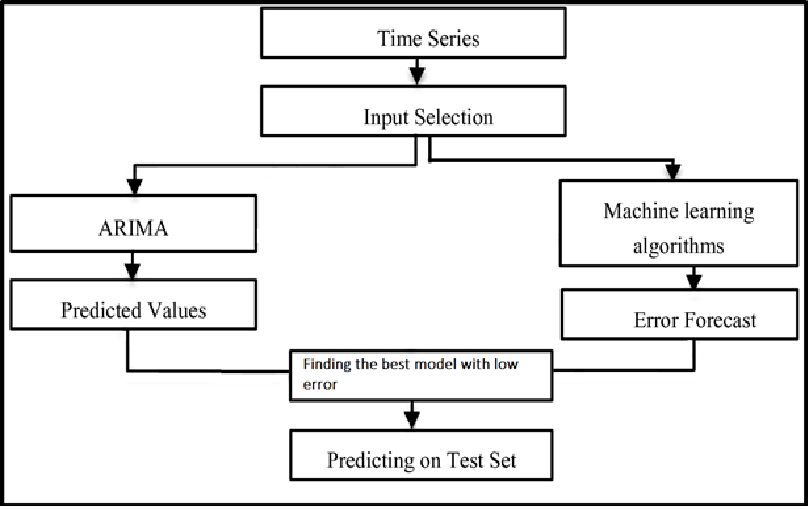 Time Series
Input Selection
ARIMA
Machine learning
algorithms
Predicted Values
Error Forecast
Finding the best model with low
error
Predicting on Test Set